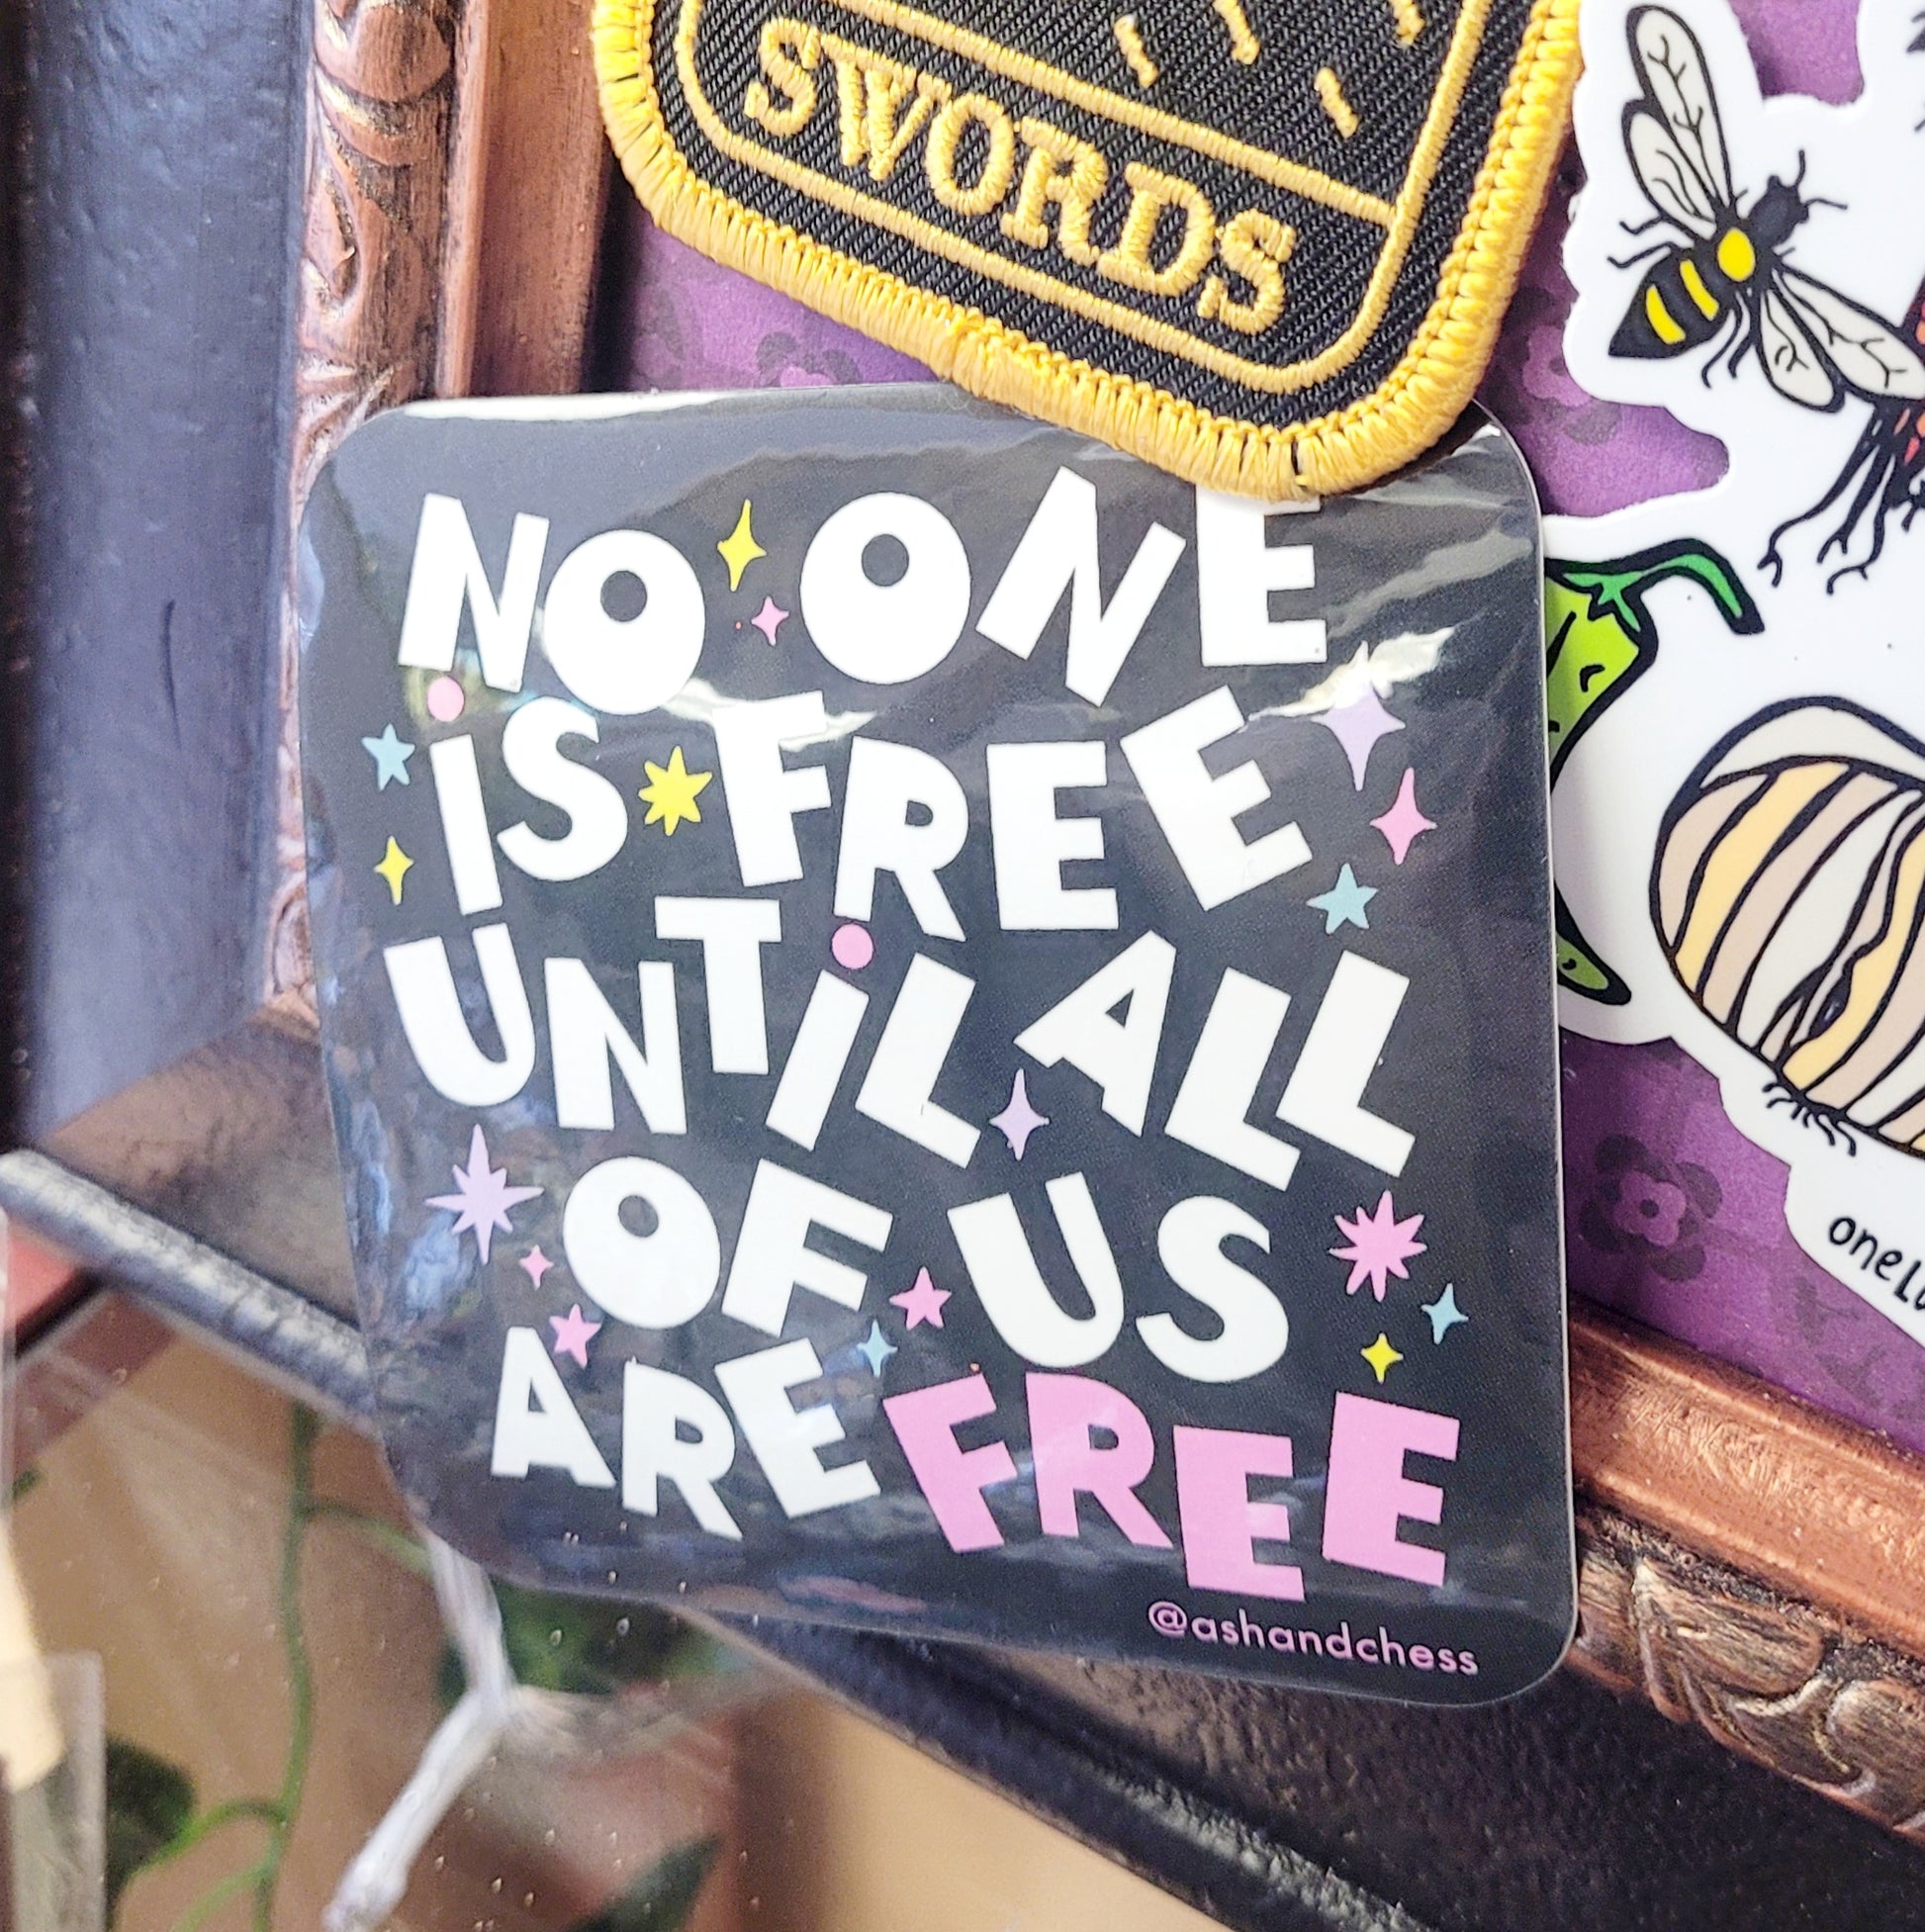 SWORDS
NO ONE
iS FREE
UNTiL ALL
OF US
ARE FREE
@ashandchess